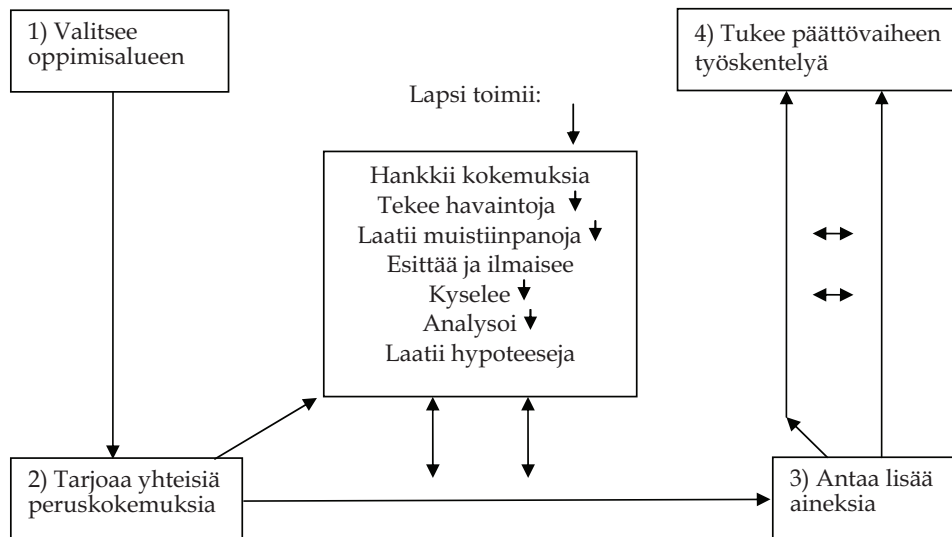 1) Valitsee
oppimisalueen
4) Tukee päättövaiheen
työskentelyä
Lapsi toimii:
Hankkii kokemuksia
Tekee havaintoja
Laatii muistiinpanoja
Esittää ja ilmaisee
Kyselee
Analysoi
Laatii hypoteeseja
2) Tarjoaa yhteisiä
peruskokemuksia
3) Antaa lisää
aineksia